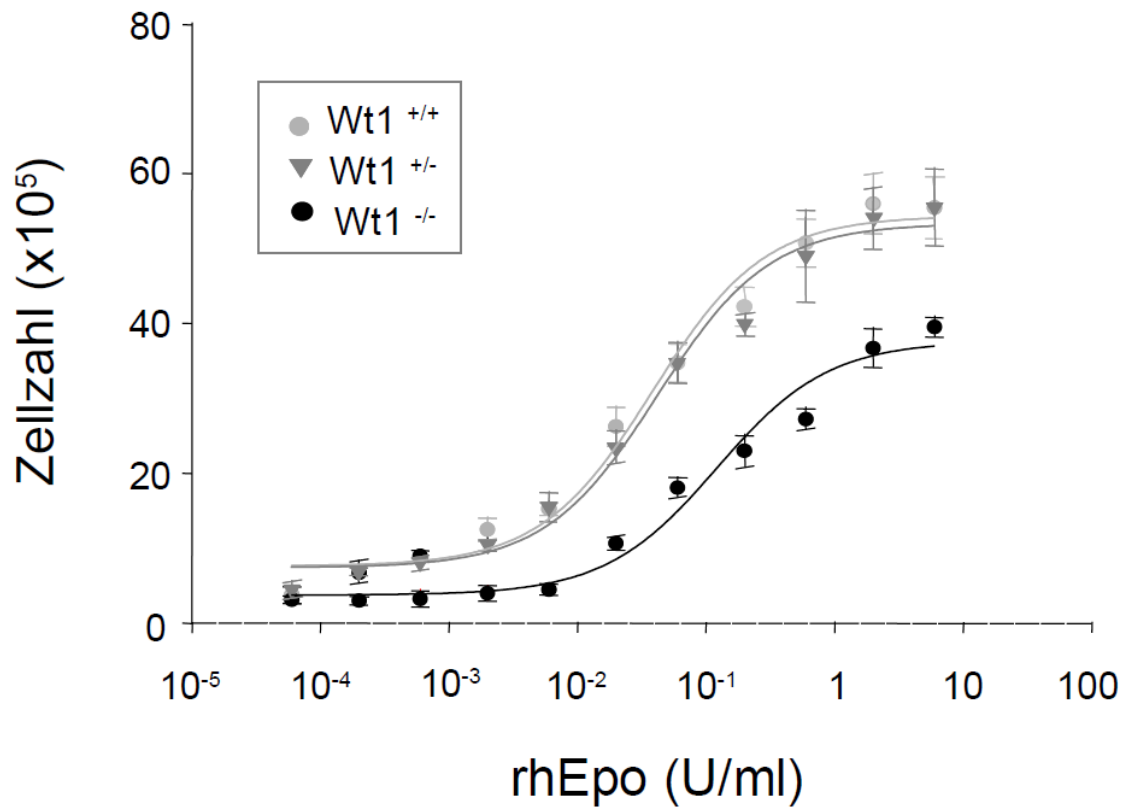 80
60
40
20
0
Zellzahl (x10⁵)
Wt1 +/+
Wt1 +/-
Wt1 -/-
10⁻⁵ 10⁻⁴ 10⁻³ 10⁻² 10⁻¹ 1 10 100
rhEpo (U/ml)